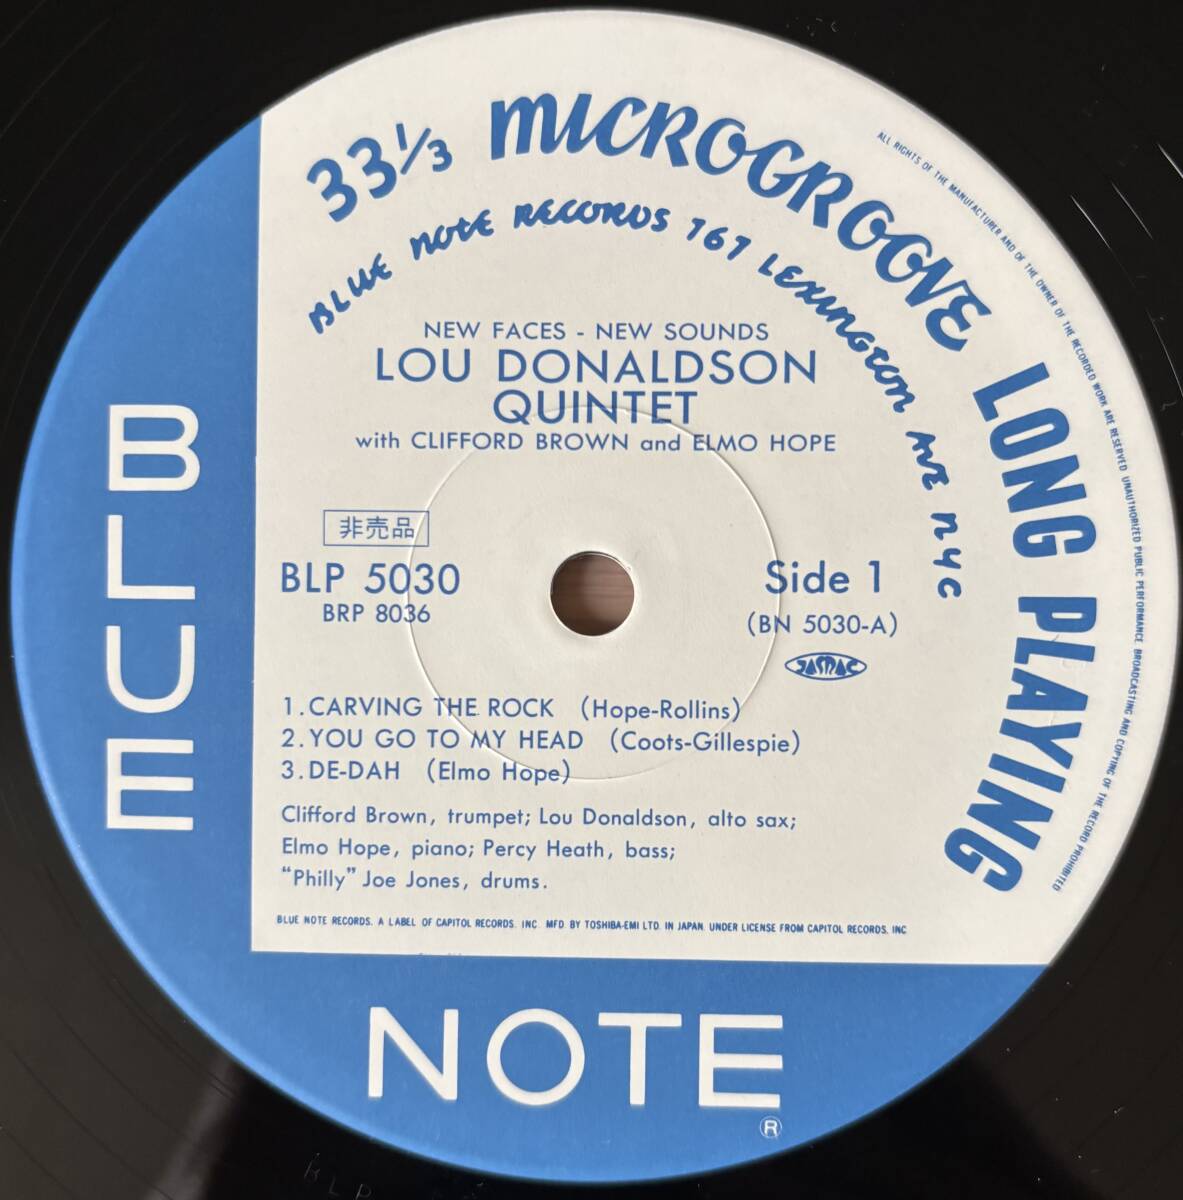 33⅓ MICROGROOVE LONG PLAYING
BLUE NOTE RECORDS 767 LEXINGTON AVE NYC
ALL RIGHTS OF THE MANUFACTURER AND OF THE OWNER OF THE RECORDED WORK ARE RESERVED UNAUTHORIZED PUBLIC PERFORMANCE BROADCASTING AND COPYING OF THE RECORD PROHIBITED
NEW FACES - NEW SOUNDS
LOU DONALDSON
QUINTET
with CLIFFORD BROWN and ELMO HOPE
非売品
BLP 5030
BRP 8036
Side 1
(BN 5030-A)
JASRAC
1.CARVING THE ROCK (Hope-Rollins)
2.YOU GO TO MY HEAD (Coots-Gillespie)
3.DE-DAH (Elmo Hope)
Clifford Brown, trumpet; Lou Donaldson, alto sax;
Elmo Hope, piano; Percy Heath, bass;
“Philly” Joe Jones, drums.
BLUE NOTE RECORDS. A LABEL OF CAPITOL RECORDS, INC. MFD BY TOSHIBA-EMI LTD. IN JAPAN. UNDER LICENSE FROM CAPITOL RECORDS, INC
BLUE
NOTE
®
BLP